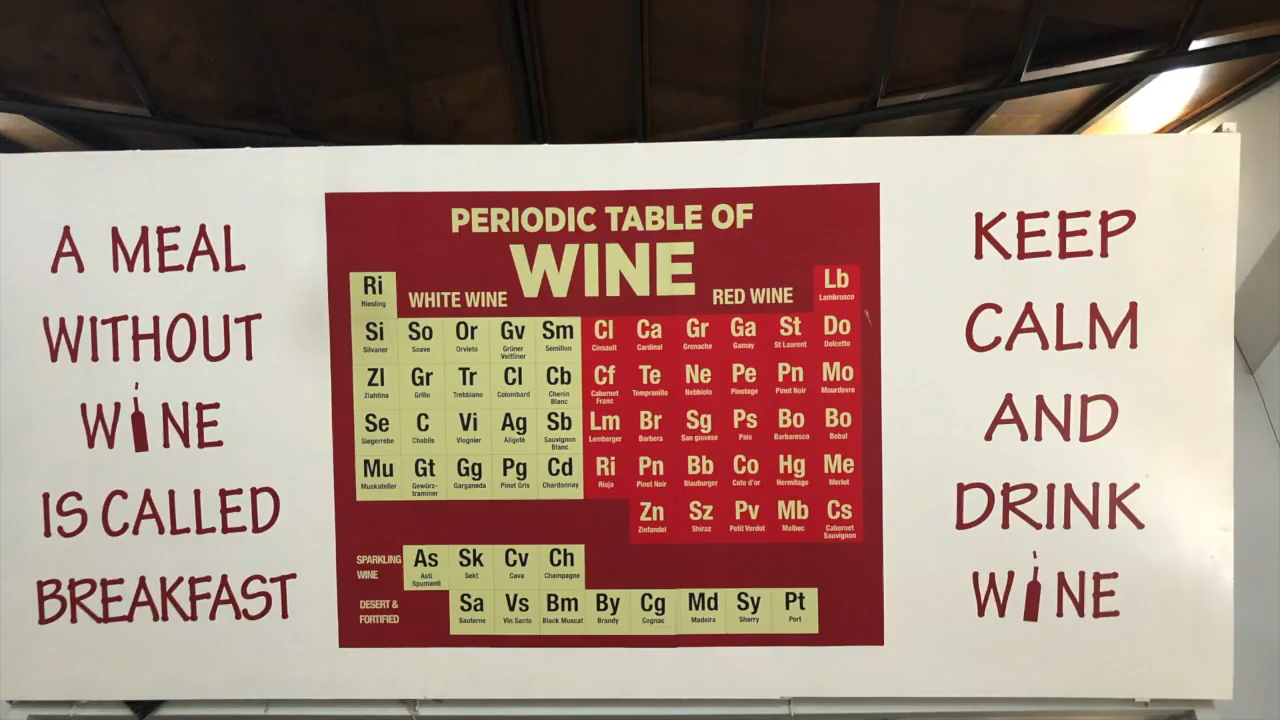 A MEAL
WITHOUT
WINE
IS CALLED
BREAKFAST
PERIODIC TABLE OF
WINE
WHITE WINE
RED WINE
Ri
Riesling
Lb
Lambrusco
Si So Or Gv Sm Cl Ca Gr Ga St Do
Silvaner Soave Orvieto Grüner Veltliner Semillon Cinsault Cardinal Grenache Gamay St Laurent Dolcetto
Zl Gr Tr Cl Cb Cf Te Ne Pe Pn Mo
Zlahtina Grillo Trebbiano Colombard Chenin Blanc Cabernet Franc Tempranillo Nebbiolo Pinotage Pinot Noir Mourdevre
Se C Vi Ag Sb Lm Br Sg Ps Bo Bo
Siegerrebe Chablis Viognier Aligoté Sauvignon Blanc Lemberger Barbera San giovese Pais Barbaresco Bobal
Mu Gt Gg Pg Cd Ri Pn Bb Co Hg Me
Muskateller Gewürz-traminer Garganeda Pinot Gris Chardonnay Rioja Pinot Noir Blauburger Cote d'or Hermitage Merlot
Zn Sz Pv Mb Cs
Zinfandel Shiraz Petit Verdot Malbec Cabernet Sauvignon
SPARKLING
WINE
As Sk Cv Ch
Asti Spumanti Sekt Cava Champagne
DESERT &
FORTIFIED
Sa Vs Bm By Cg Md Sy Pt
Sauterne Vin Santo Black Muscat Brandy Cognac Madeira Sherry Port
KEEP
CALM
AND
DRINK
WINE